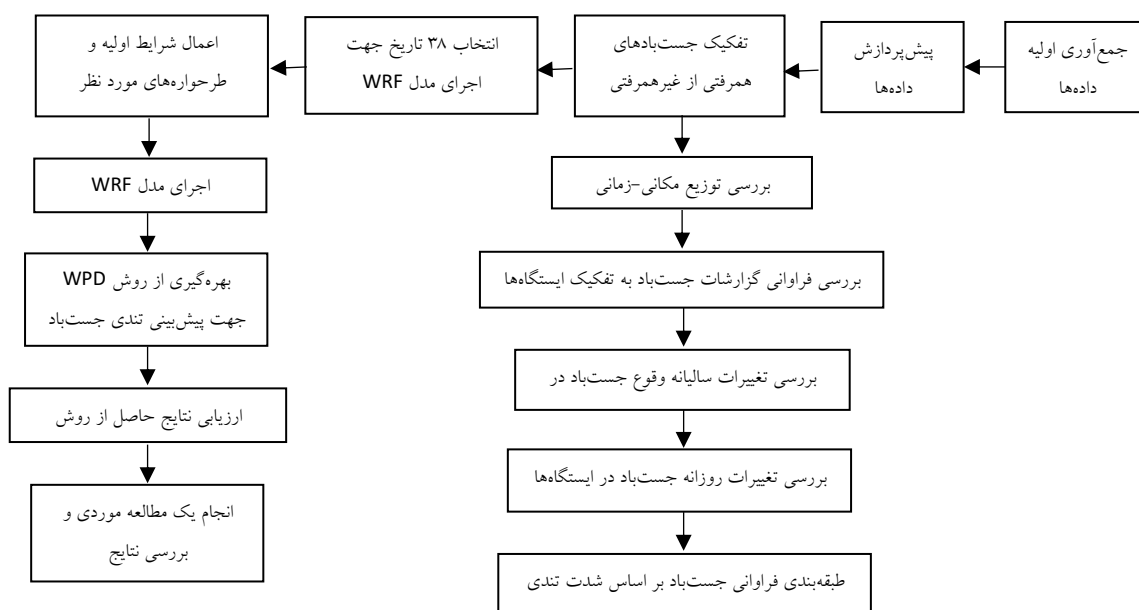 جمع‌آوری اولیه
داده‌ها
پیش‌پردازش
داده‌ها
تفکیک جست‌بادهای
همرفتی از غیرهمرفتی
انتخاب ۳۸ تاریخ جهت
اجرای مدل WRF
اعمال شرایط اولیه و
طرحواره‌های مورد نظر
اجرای مدل WRF
بهره‌گیری از روش WPD
جهت پیش‌بینی تندی جست‌باد
ارزیابی نتایج حاصل از روش
انجام یک مطالعه موردی و
بررسی نتایج
بررسی توزیع مکانی-زمانی
بررسی فراوانی گزارشات جست‌باد به تفکیک ایستگاه‌ها
بررسی تغییرات سالیانه وقوع جست‌باد در
بررسی تغییرات روزانه جست‌باد در ایستگاه‌ها
طبقه‌بندی فراوانی جست‌باد بر اساس شدت تندی